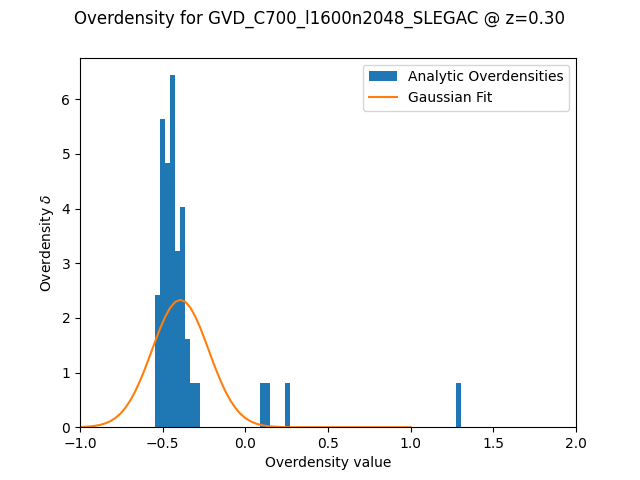 Overdensity for GVD_C700_l1600n2048_SLEGAC @ z=0.30
Analytic Overdensities
Gaussian Fit
Overdensity δ
6
5
4
3
2
1
0
−1.0 −0.5 0.0 0.5 1.0 1.5 2.0
Overdensity value